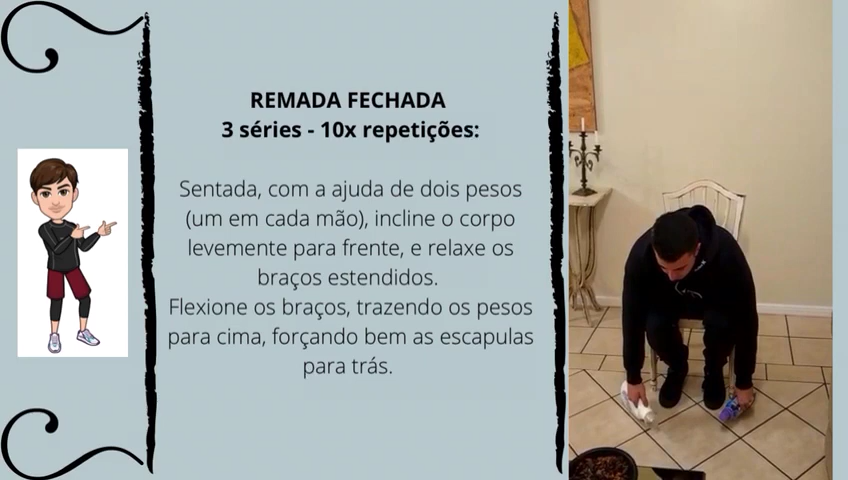 REMADA FECHADA
3 séries - 10x repetições:
Sentada, com a ajuda de dois pesos
(um em cada mão), incline o corpo
levemente para frente, e relaxe os
braços estendidos.
Flexione os braços, trazendo os pesos
para cima, forçando bem as escapulas
para trás.